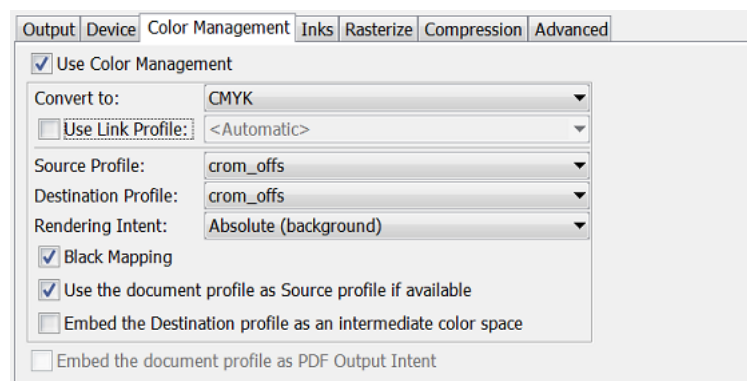 Output Device Color Management Inks Rasterize Compression Advanced
Use Color Management
Convert to: CMYK
Use Link Profile: <Automatic>
Source Profile: crom_offs
Destination Profile: crom_offs
Rendering Intent: Absolute (background)
Black Mapping
Use the document profile as Source profile if available
Embed the Destination profile as an intermediate color space
Embed the document profile as PDF Output Intent